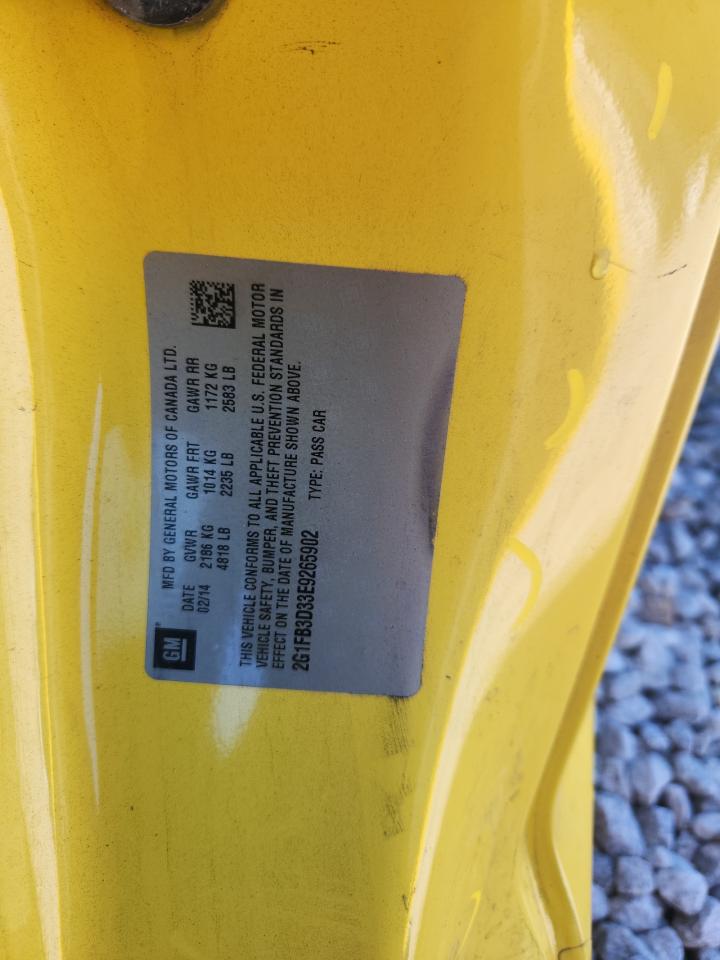 GM
MFD BY GENERAL MOTORS OF CANADA LTD.
DATE GVWR GAWR FRT GAWR RR
02/14 2186 KG 1014 KG 1172 KG
4818 LB 2235 LB 2583 LB
THIS VEHICLE CONFORMS TO ALL APPLICABLE U.S. FEDERAL MOTOR
VEHICLE SAFETY, BUMPER, AND THEFT PREVENTION STANDARDS IN
EFFECT ON THE DATE OF MANUFACTURE SHOWN ABOVE.
2G1FB3D33E9265902 TYPE: PASS CAR